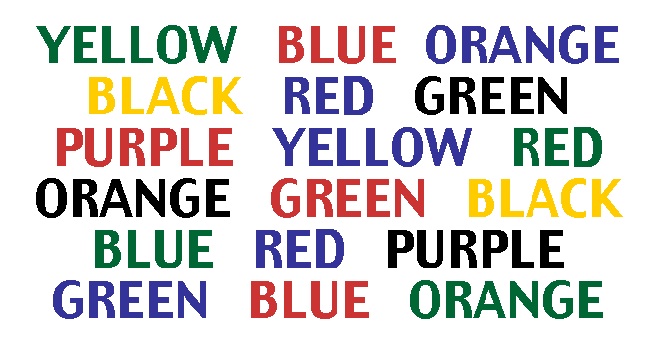 YELLOW BLUE ORANGE
BLACK RED GREEN
PURPLE YELLOW RED
ORANGE GREEN BLACK
BLUE RED PURPLE
GREEN BLUE ORANGE